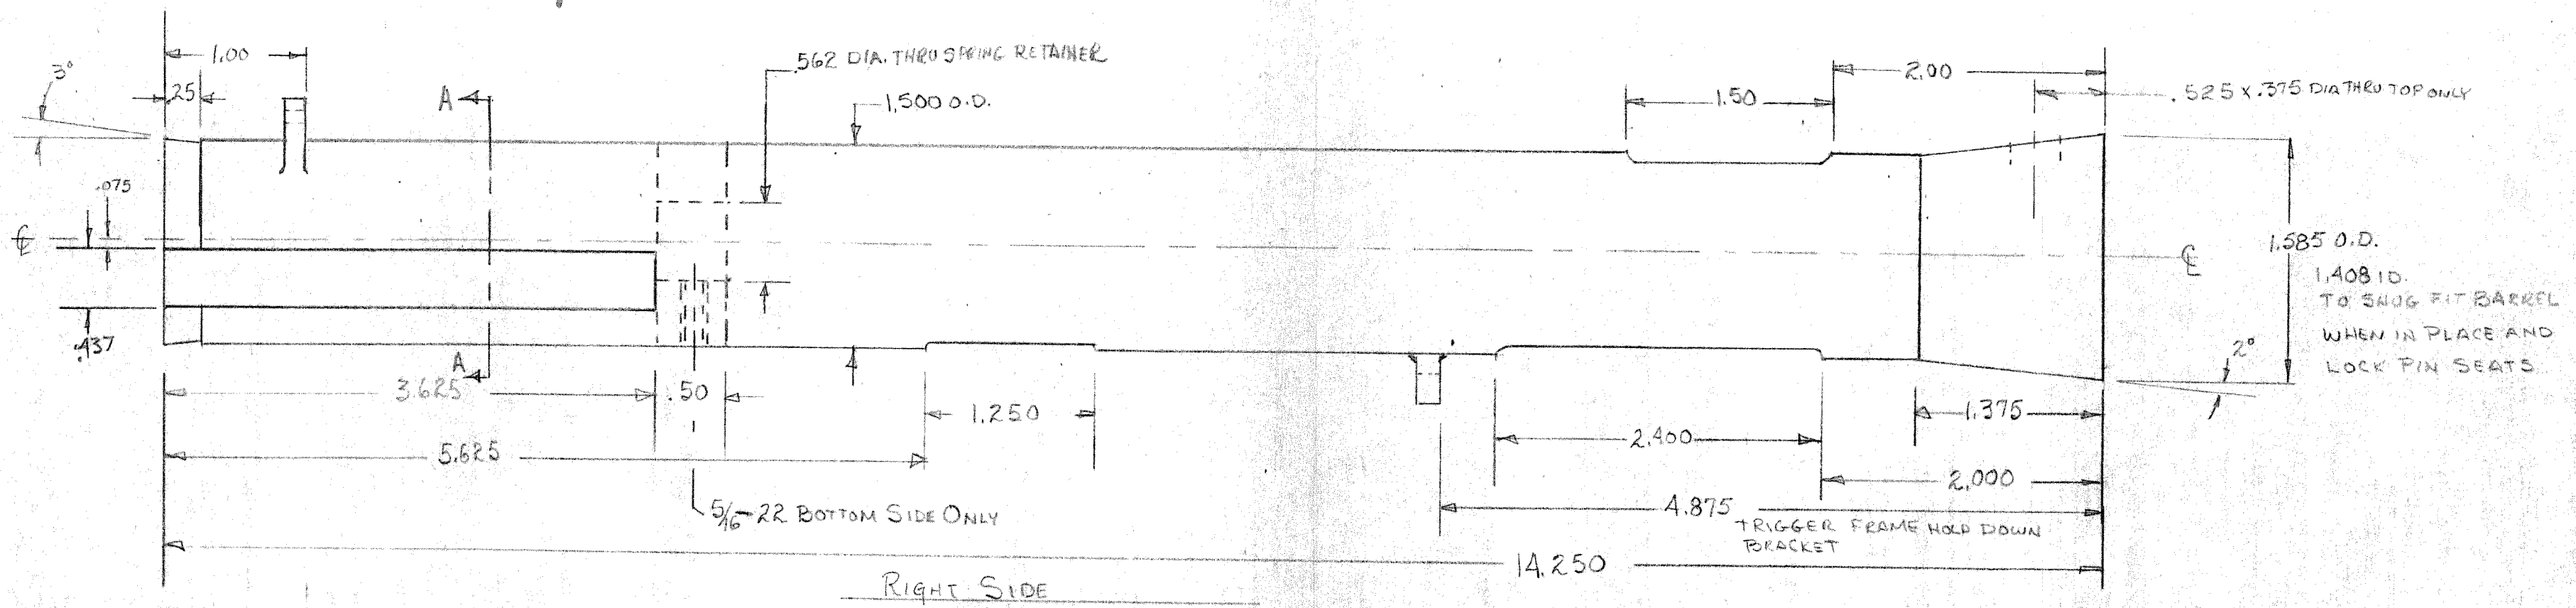 1.00
3°
.25
A
.562 DIA. THRU SPRING RETAINER
1.500 O.D.
2.00
1.50
.525 X .375 DIA THRU TOP ONLY
.075
℄
℄
1.585 O.D.
1.408 I.D.
TO SNUG FIT BARREL
WHEN IN PLACE AND
LOCK PIN SEATS
2°
.437
A
3.625
.50
1.250
1.375
2.400
5.625
2.000
4.875
TRIGGER FRAME HOLD DOWN
BRACKET
5/16-22 BOTTOM SIDE ONLY
14.250
RIGHT SIDE